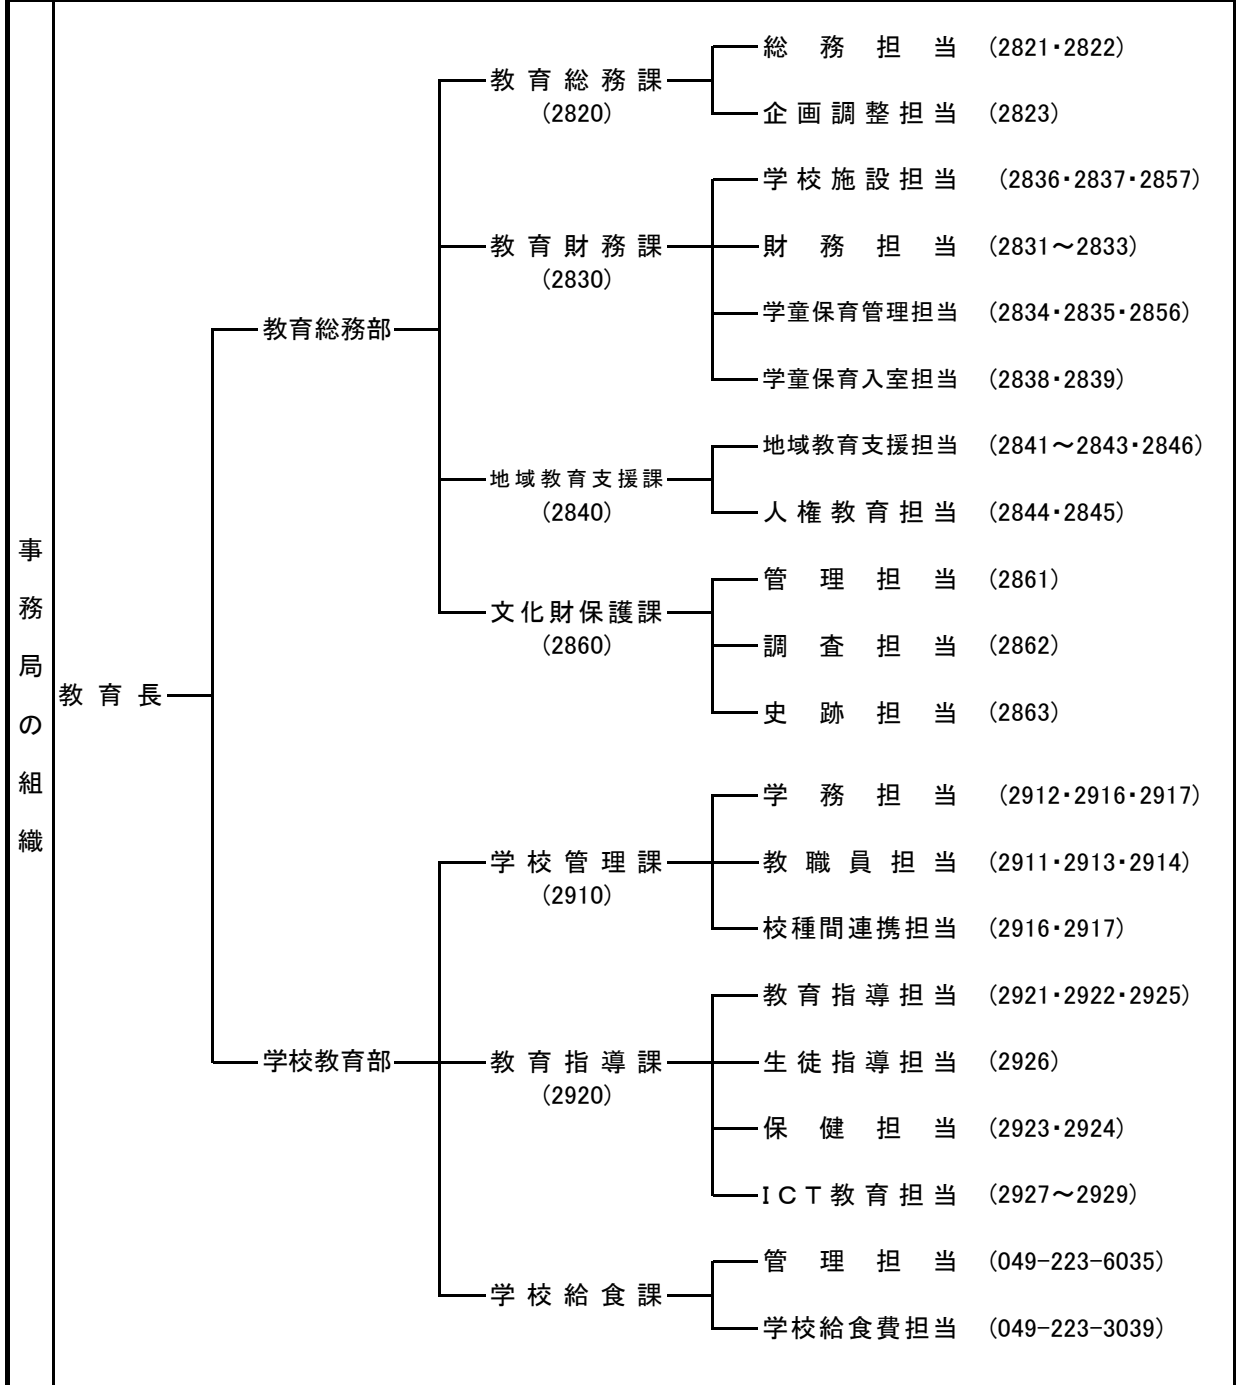 事務局の組織
教育長
教育総務部
教育総務課
(2820)
総務担当 (2821・2822)
企画調整担当 (2823)
教育財務課
(2830)
学校施設担当 (2836・2837・2857)
財務担当 (2831～2833)
学童保育管理担当 (2834・2835・2856)
学童保育入室担当 (2838・2839)
地域教育支援課
(2840)
地域教育支援担当 (2841～2843・2846)
人権教育担当 (2844・2845)
文化財保護課
(2860)
管理担当 (2861)
調査担当 (2862)
史跡担当 (2863)
学校教育部
学校管理課
(2910)
学務担当 (2912・2916・2917)
教職員担当 (2911・2913・2914)
校種間連携担当 (2916・2917)
教育指導課
(2920)
教育指導担当 (2921・2922・2925)
生徒指導担当 (2926)
保健担当 (2923・2924)
ICT教育担当 (2927～2929)
学校給食課
管理担当 (049-223-6035)
学校給食費担当 (049-223-3039)